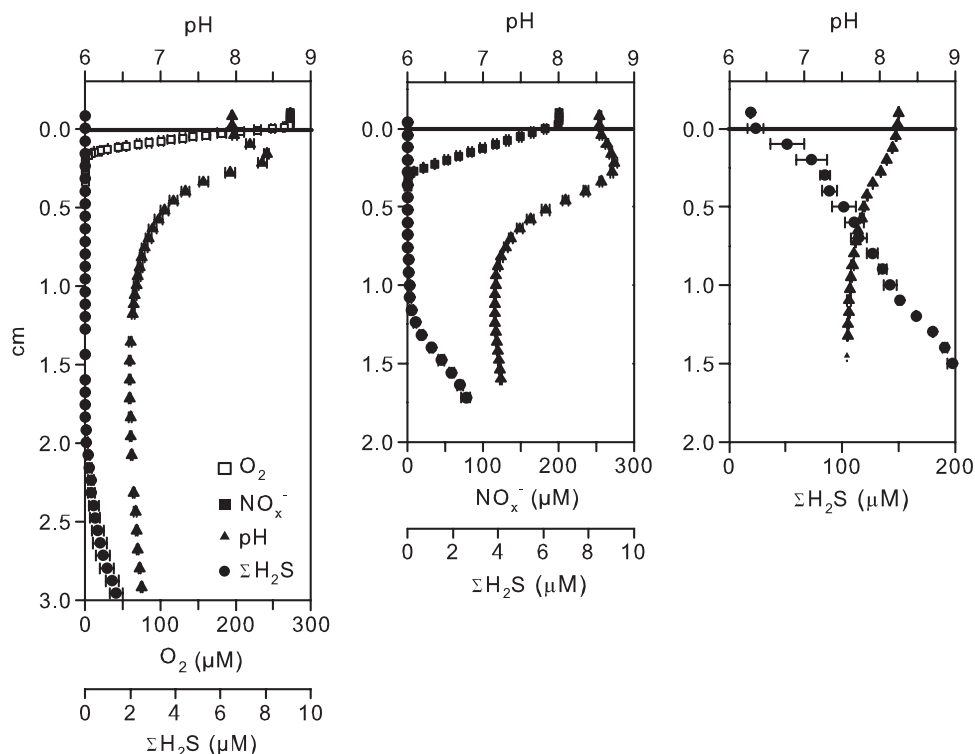 pH
pH
pH
6 7 8 9
6 7 8 9
6 7 8 9
cm
0.0
0.5
1.0
1.5
2.0
2.5
3.0
O₂
NOₓ⁻
pH
ΣH₂S
0 100 200 300
O₂ (µM)
0 2 4 6 8 10
ΣH₂S (µM)
0.0
0.5
1.0
1.5
2.0
0 100 200 300
NOₓ⁻ (µM)
0 2 4 6 8 10
ΣH₂S (µM)
0.0
0.5
1.0
1.5
2.0
0 100 200
ΣH₂S (µM)